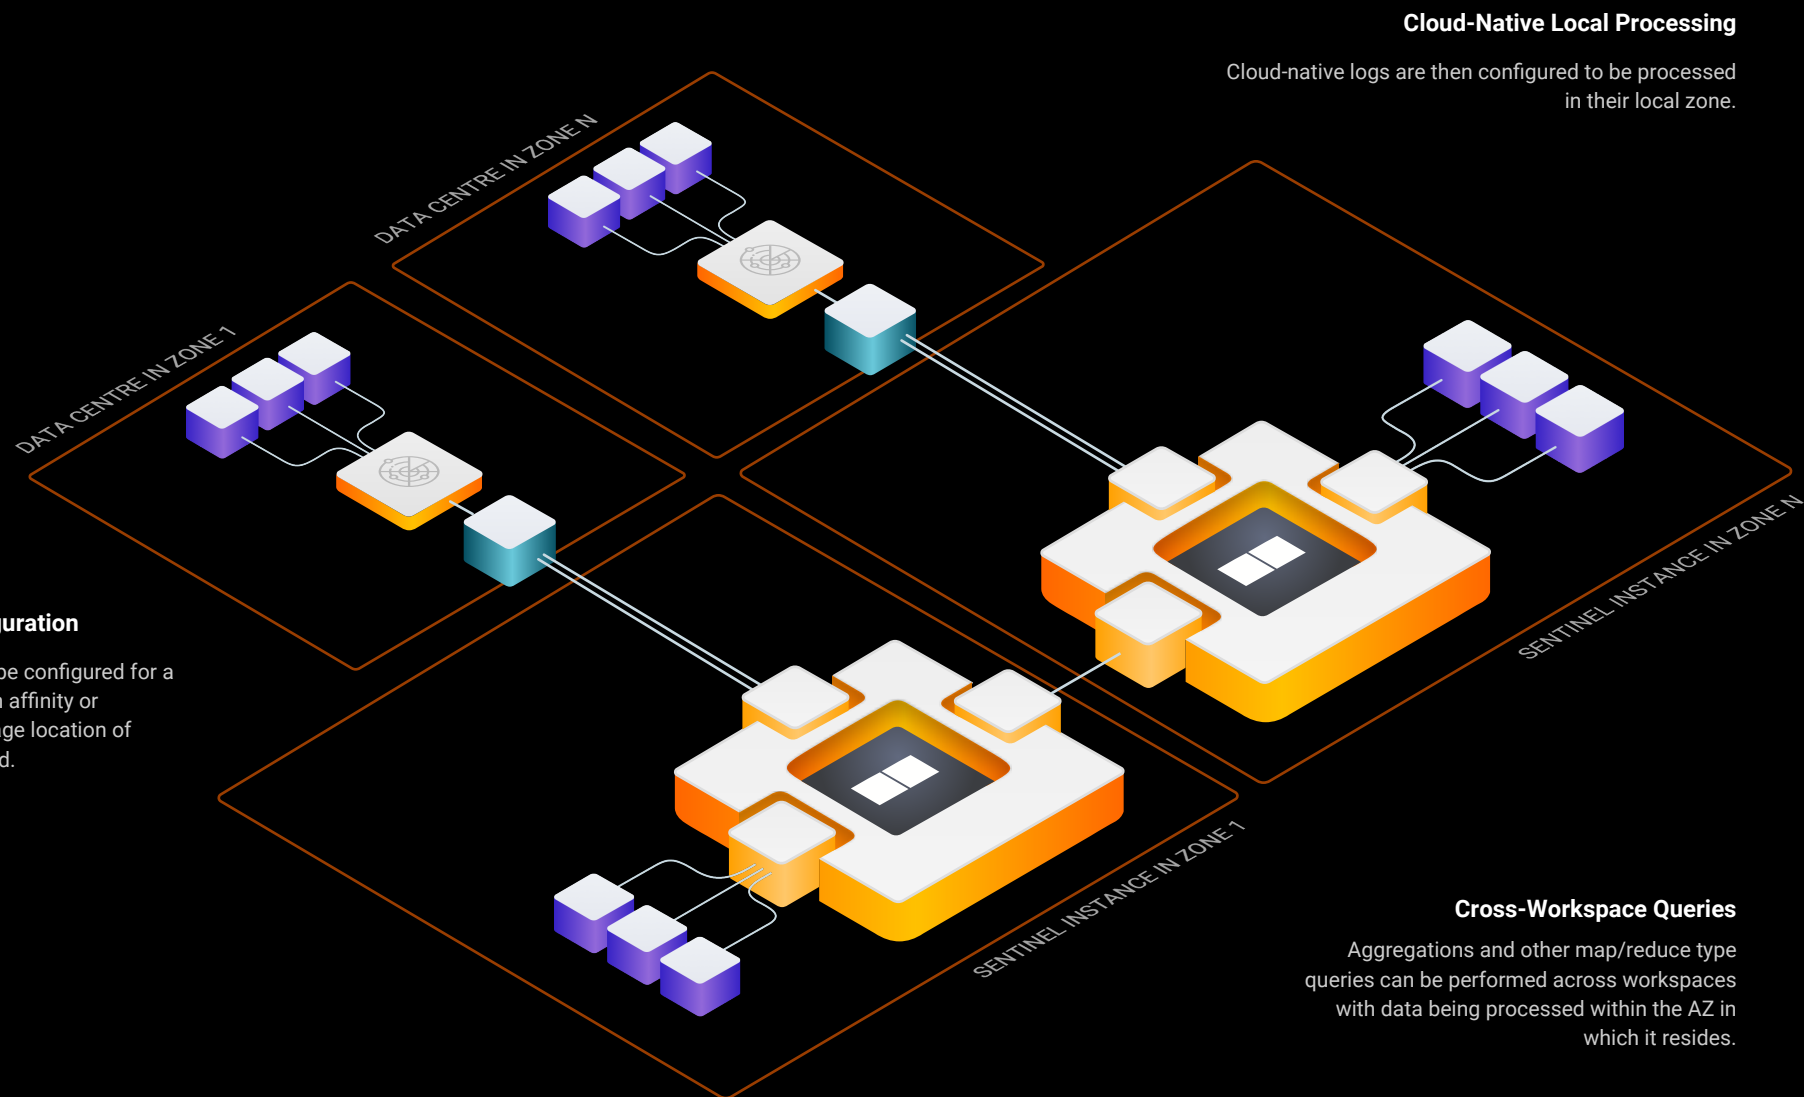 Cloud-Native Local Processing
Cloud-native logs are then configured to be processed
in their local zone.
DATA CENTRE IN ZONE N
DATA CENTRE IN ZONE 1
SENTINEL INSTANCE IN ZONE N
uration
be configured for a
affinity or
age location of
d.
SENTINEL INSTANCE IN ZONE 1
Cross-Workspace Queries
Aggregations and other map/reduce type
queries can be performed across workspaces
with data being processed within the AZ in
which it resides.